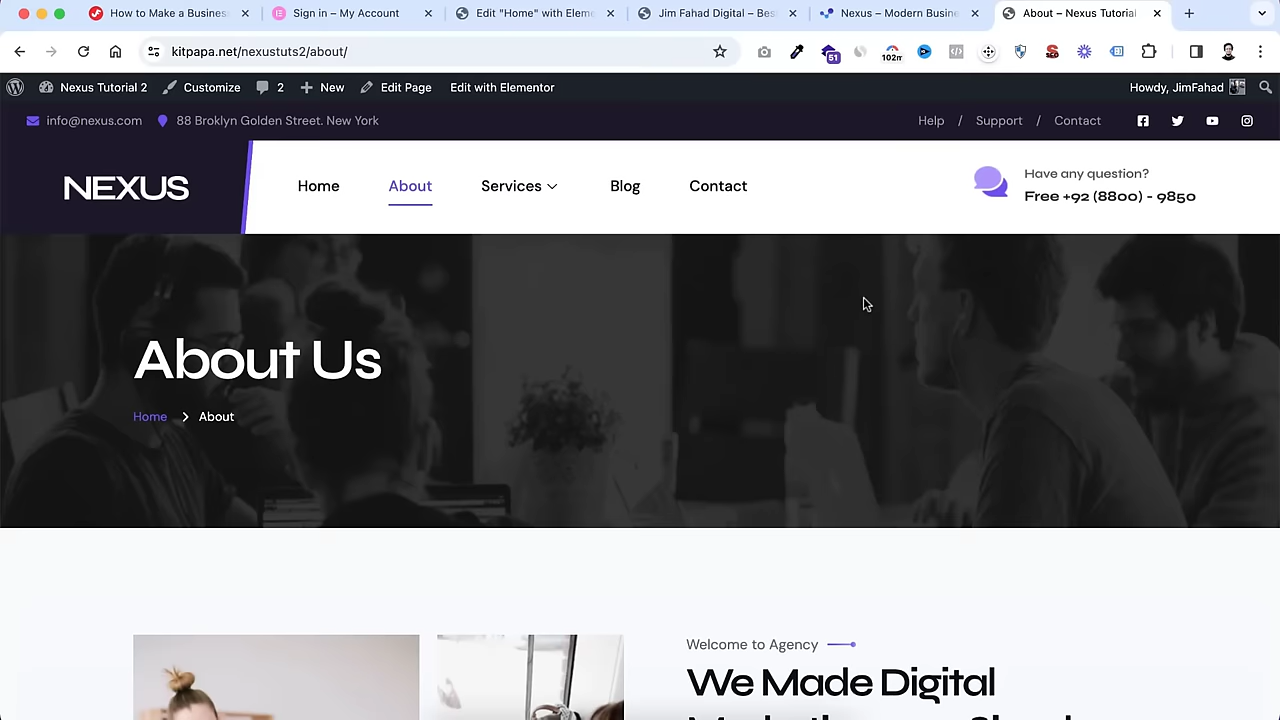 How to Make a Busines
Sign in – My Account
Edit "Home" with Eleme
Jim Fahad Digital –
Nexus – Modern Busine
About – Nexus Tutorial
kitpapa.net/nexustuts2/about/
51
102m
Nexus Tutorial 2
Customize
2
New
Edit Page
Edit with Elementor
Howdy, JimFahad
info@nexus.com
88 Broklyn Golden Street. New York
Help / Support / Contact
NEXUS
Home
About
Services
Blog
Contact
Have any question?
Free +92 (8800) - 9850
About Us
Home
About
Welcome to Agency
We Made Digital